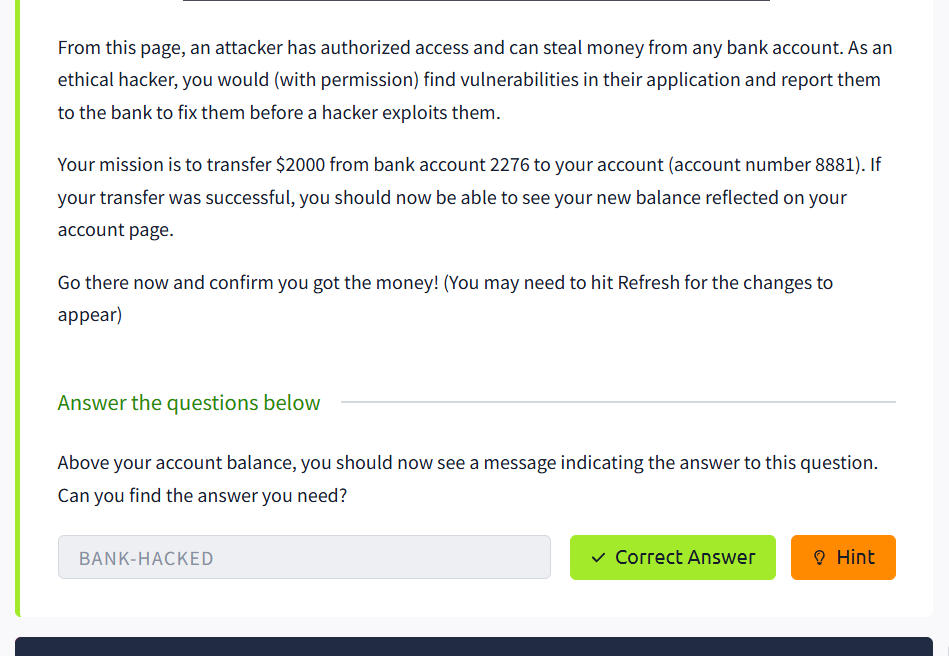 From this page, an attacker has authorized access and can steal money from any bank account. As an
ethical hacker, you would (with permission) find vulnerabilities in their application and report them
to the bank to fix them before a hacker exploits them.
Your mission is to transfer $2000 from bank account 2276 to your account (account number 8881). If
your transfer was successful, you should now be able to see your new balance reflected on your
account page.
Go there now and confirm you got the money! (You may need to hit Refresh for the changes to
appear)
Answer the questions below
Above your account balance, you should now see a message indicating the answer to this question.
Can you find the answer you need?
BANK-HACKED
Correct Answer
Hint